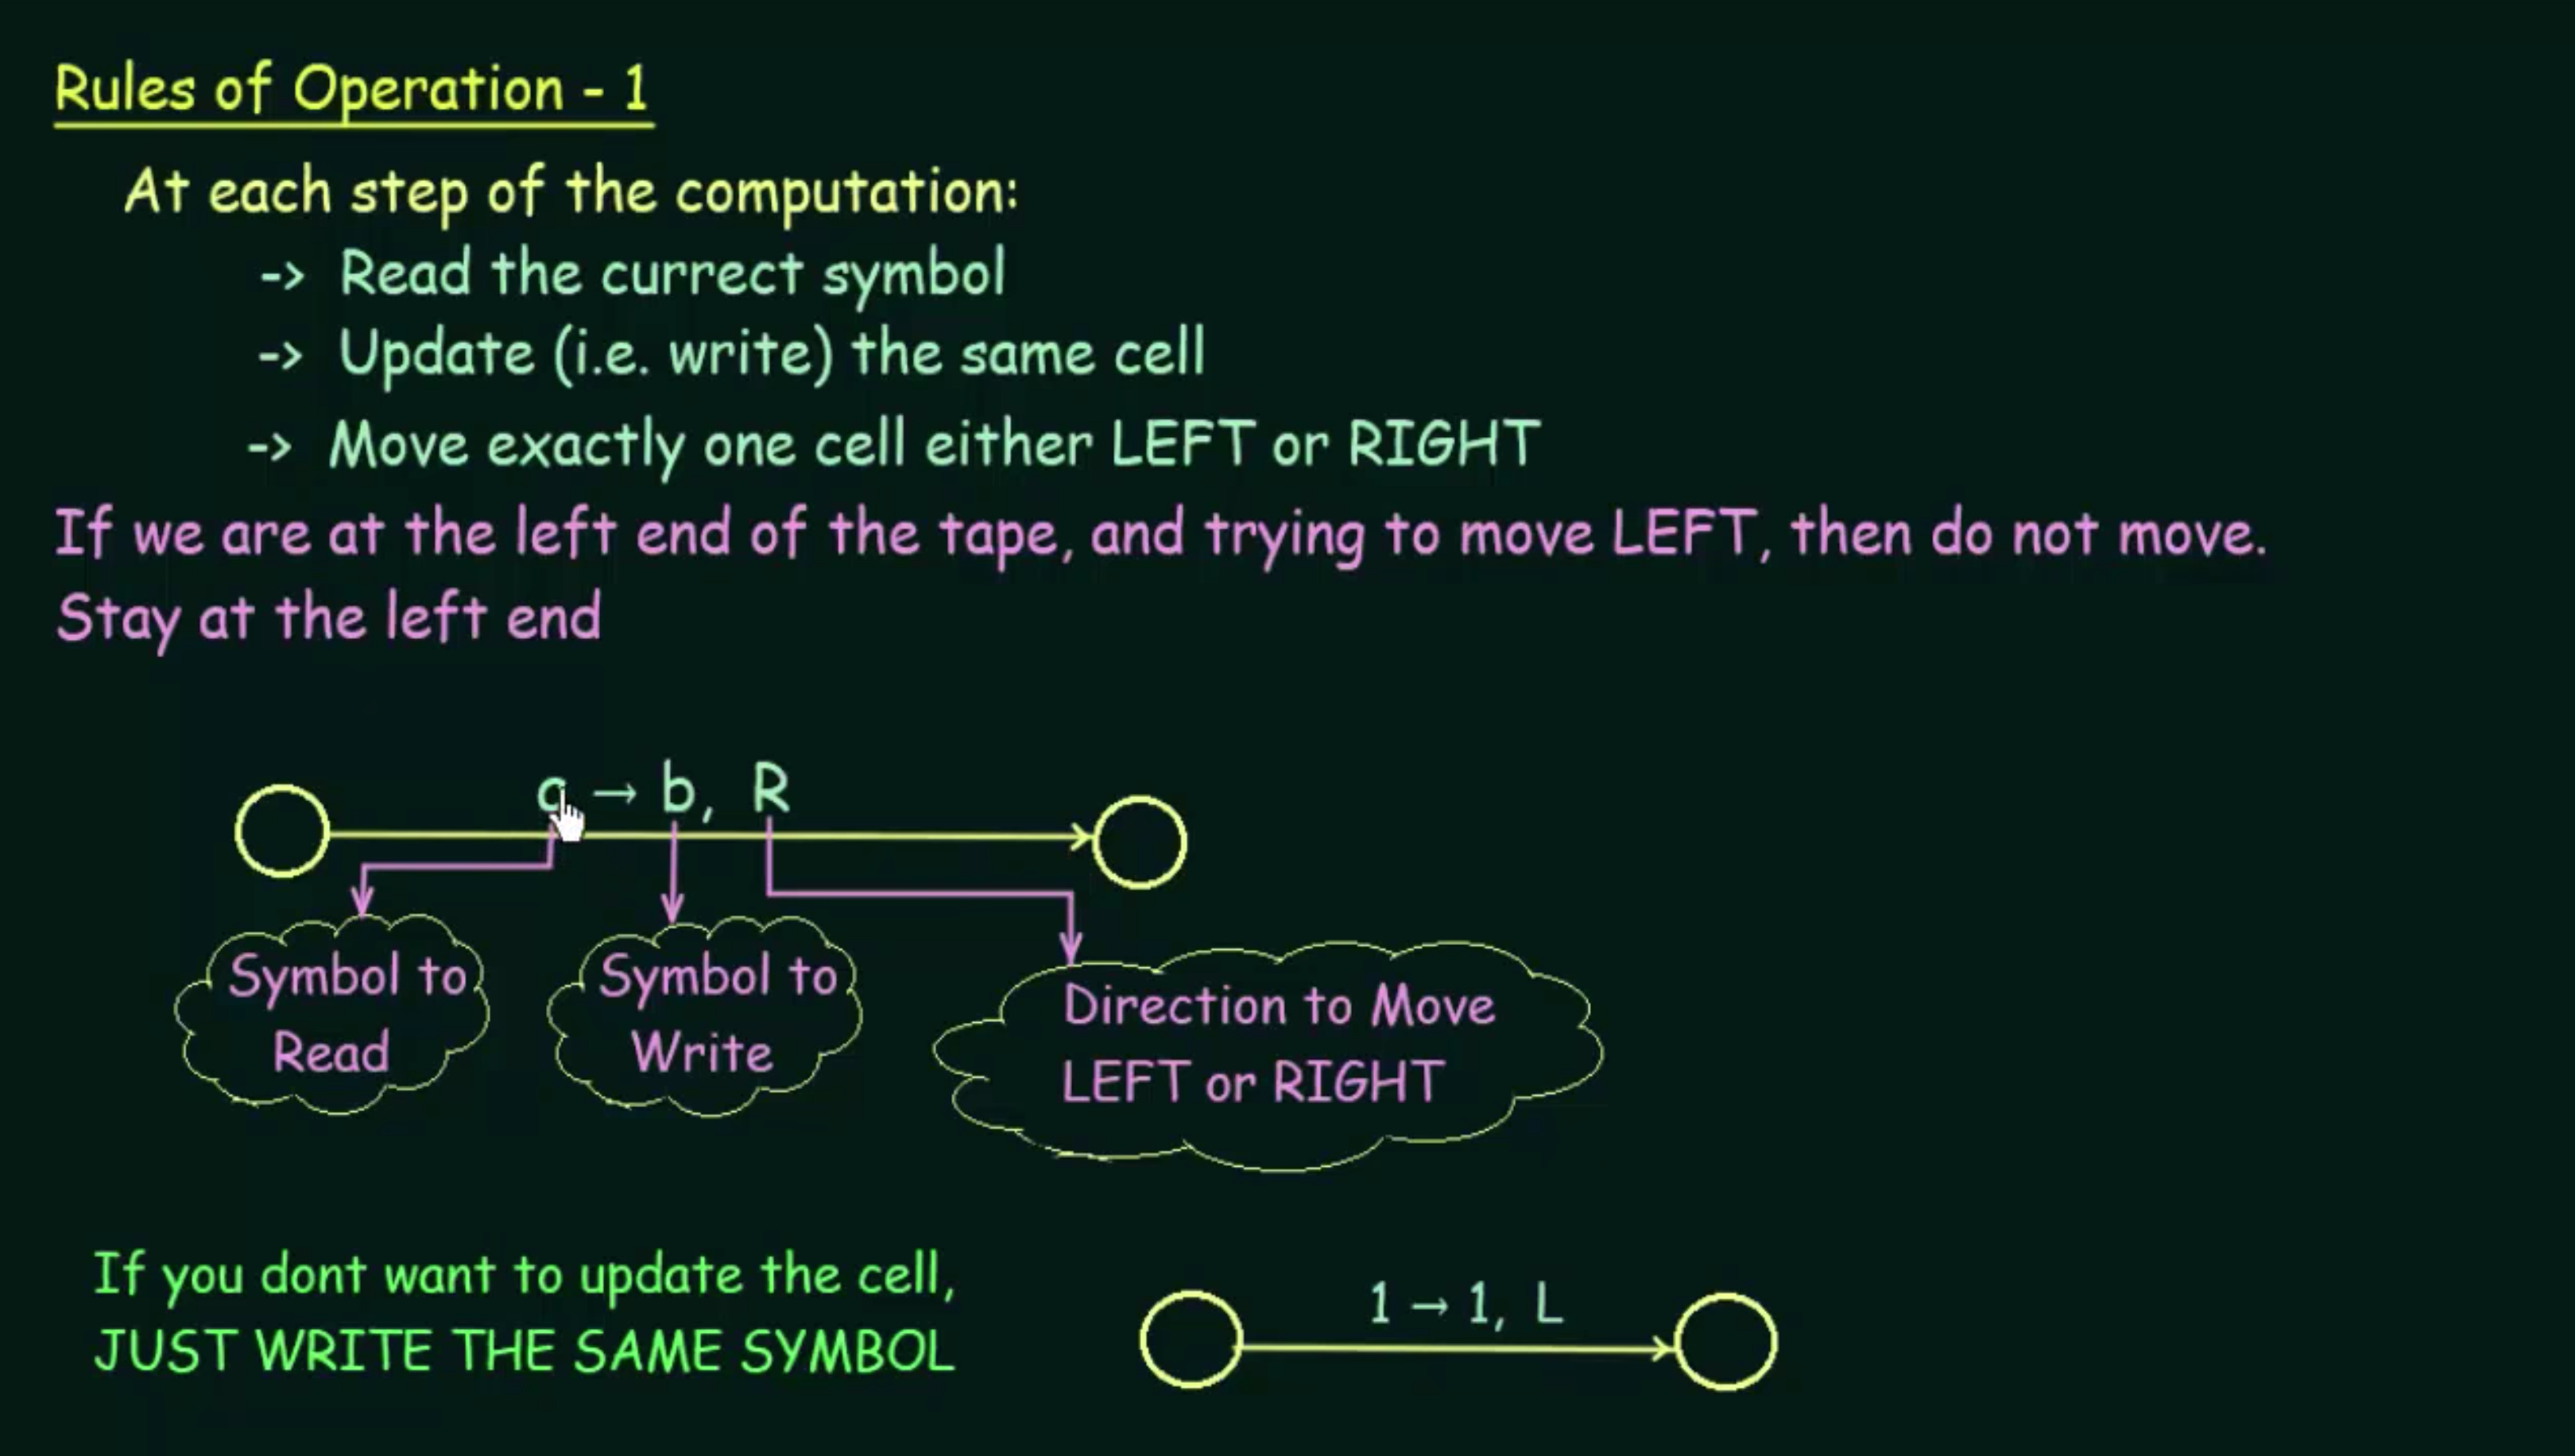 Rules of Operation - 1
At each step of the computation:
-> Read the currect symbol
-> Update (i.e. write) the same cell
-> Move exactly one cell either LEFT or RIGHT
If we are at the left end of the tape, and trying to move LEFT, then do not move.
Stay at the left end
→ b, R
Symbol to
Read
Symbol to
Write
Direction to Move
LEFT or RIGHT
If you dont want to update the cell,
JUST WRITE THE SAME SYMBOL
1 → 1, L